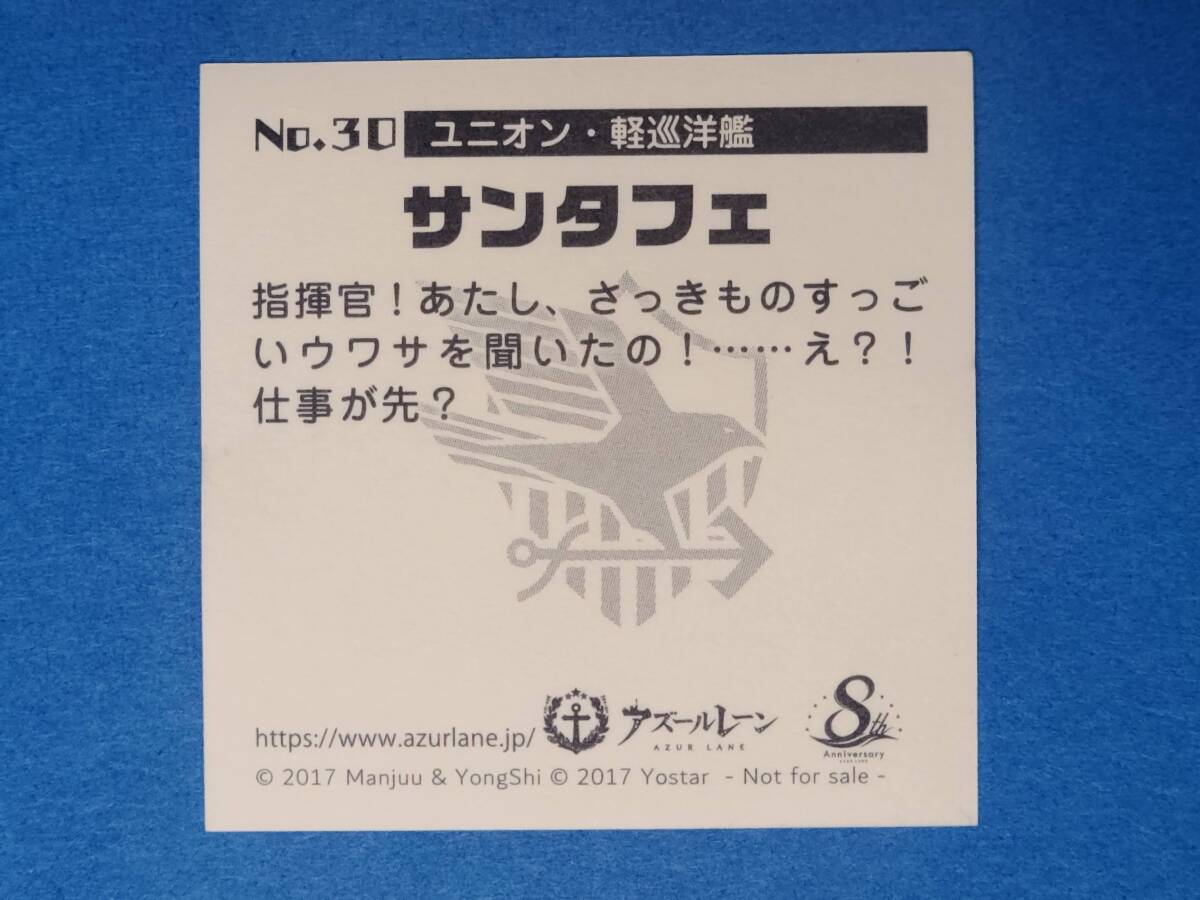 No.30 ユニオン・軽巡洋艦
サンタフェ
指揮官！あたし、さっきものすっご
いウワサを聞いたの！……え？！
仕事が先？
https://www.azurlane.jp/ アズールレーン
AZUR LANE
8th
Anniversary
AZUR LANE
© 2017 Manjuu & YongShi © 2017 Yostar - Not for sale -